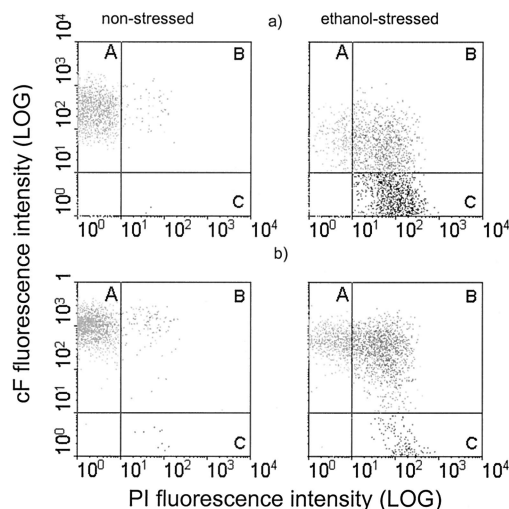 non-stressed a) ethanol-stressed
A B
C
A B
C
10⁴
10³
10²
10¹
10⁰
10⁰ 10¹ 10² 10³ 10⁴
10⁰ 10¹ 10² 10³ 10⁴
b)
A B
C
A B
C
1
10³
10²
10¹
10⁰
10⁰ 10¹ 10² 10³ 10⁴
10⁰ 10¹ 10² 10³ 10⁴
cF fluorescence intensity (LOG)
PI fluorescence intensity (LOG)